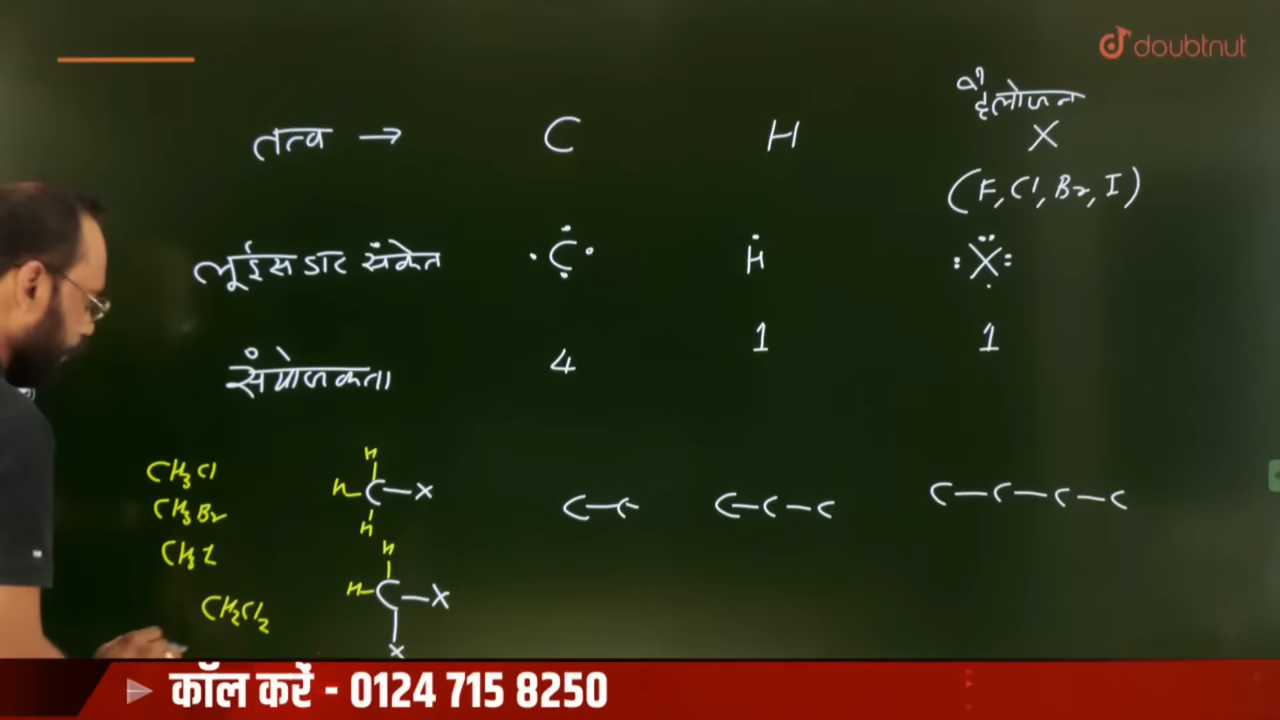 doubtnut
हैलोजन
तत्व → C H X
(F, Cl, Br, I)
लूईस डाट संकेत ·C· H :X:
संयोजकता 4 1 1
CH3Cl
CH3Br
CH3I
CH2Cl2
H
H-C-X
H
H
H-C-X
X
C-C
C-C-C
C-C-C-C
कॉल करें - 0124 715 8250